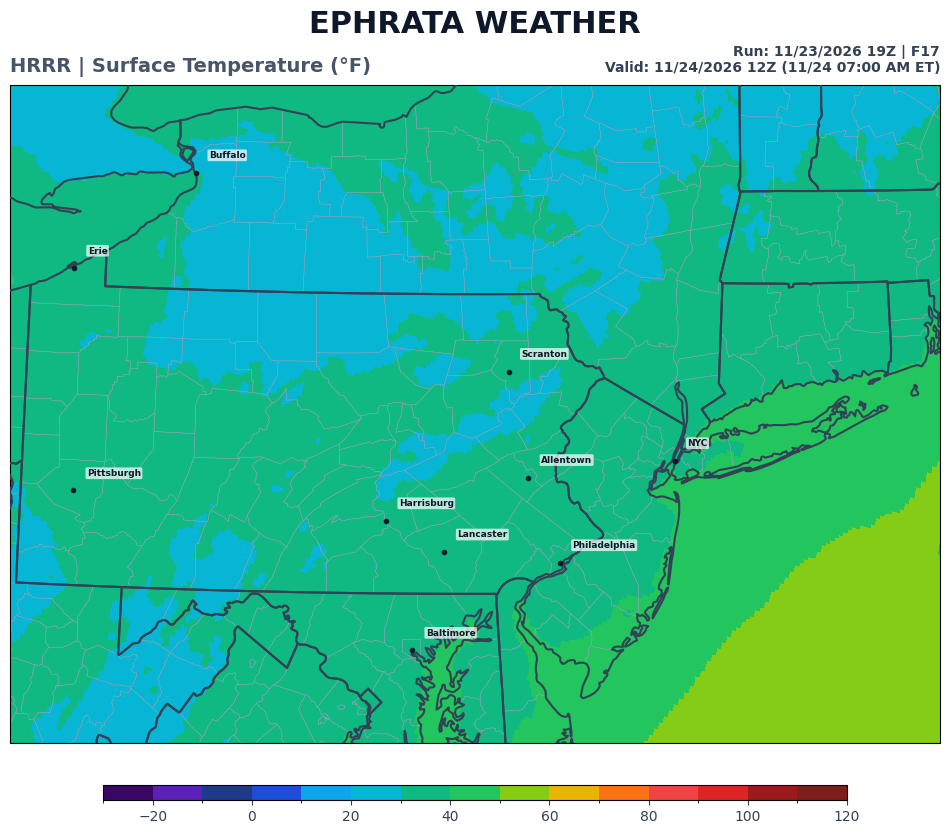 EPHRATA WEATHER
Run: 11/23/2026 19Z | F17
HRRR | Surface Temperature (°F)
Valid: 11/24/2026 12Z (11/24 07:00 AM ET)
Buffalo
Erie
Scranton
NYC
Allentown
Pittsburgh
Harrisburg
Lancaster
Philadelphia
Baltimore
−20 0 20 40 60 80 100 120